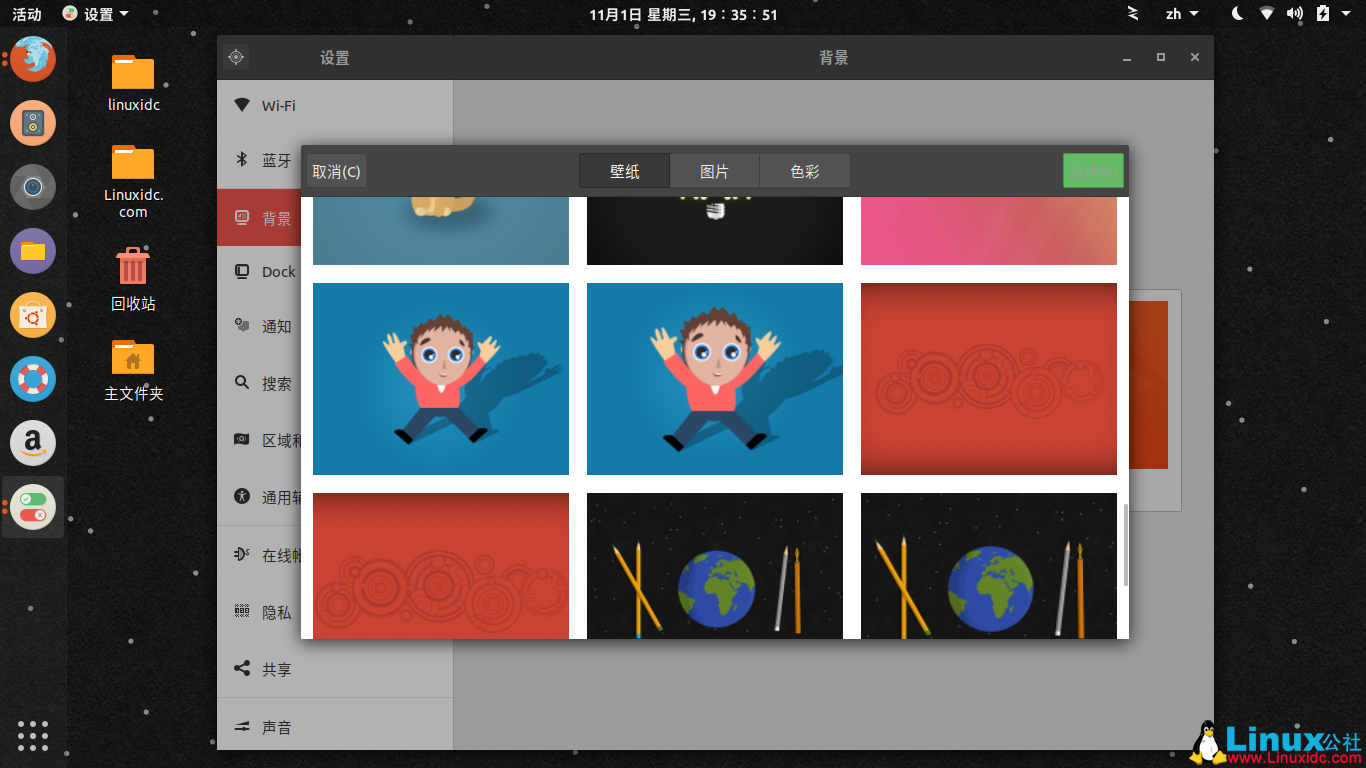 活动
设置
11月1日 星期三, 19：35：51
zh
linuxidc
Linuxidc.
com
回收站
主文件夹
设置
背景
Wi-Fi
蓝牙
背景
Dock
通知
搜索
区域和
通用辅
在线帐
隐私
共享
声音
取消(C)
壁纸
图片
色彩
a
Linux公社
www.Linuxidc.com